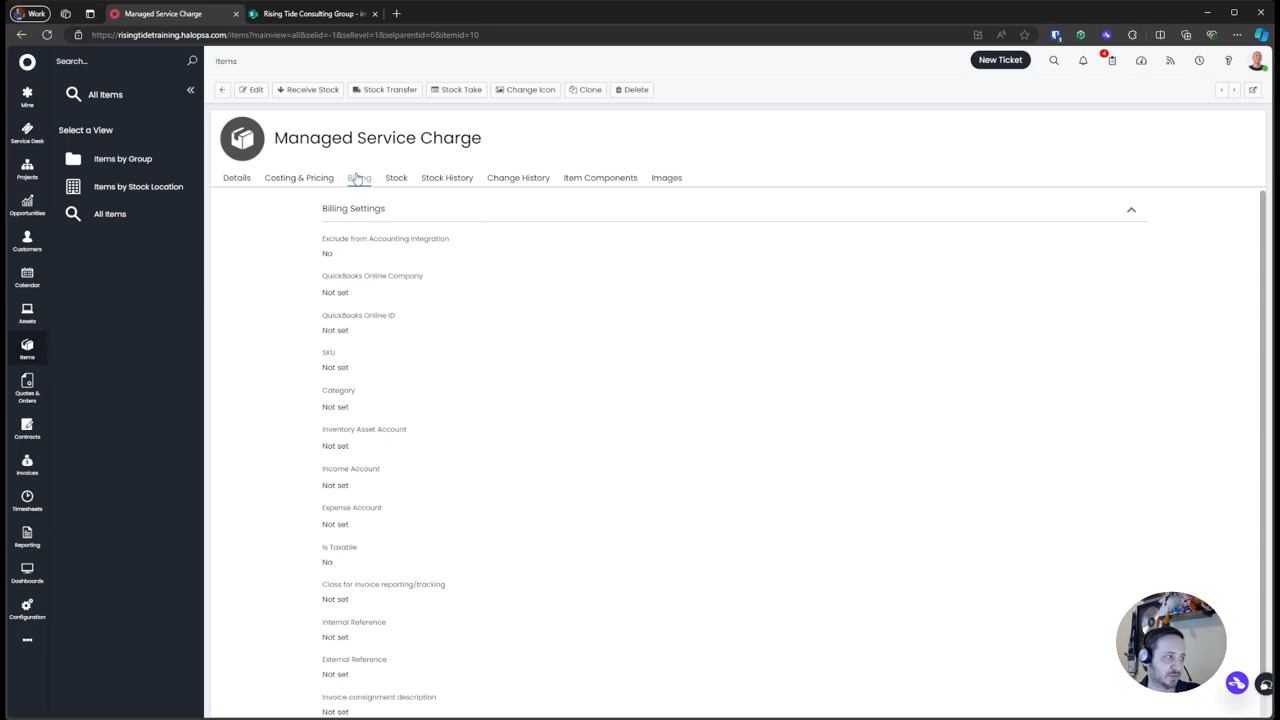 Work
Managed Service Charge
Rising Tide Consulting Group - in
https://risingtidetraining.halopsa.com/items?mainview=all&selid=-1&sellevel=1&selparentid=0&itemid=10
Search...
Items
New Ticket
4
All Items
Edit
Receive Stock
Stock Transfer
Stock Take
Change Icon
Clone
Delete
Mine
Service Desk
Projects
Opportunities
Customers
Calendar
Assets
Items
Quotes & Orders
Contracts
Invoices
Timesheets
Reporting
Dashboards
Configuration
Select a View
Items by Group
Items by Stock Location
All Items
Managed Service Charge
Details
Costing & Pricing
Billing
Stock
Stock History
Change History
Item Components
Images
Billing Settings
Exclude from Accounting Integration
No
QuickBooks Online Company
Not set
QuickBooks Online ID
Not set
SKU
Not set
Category
Not set
Inventory Asset Account
Not set
Income Account
Not set
Expense Account
Not set
Is Taxable
No
Class for invoice reporting/tracking
Not set
Internal Reference
Not set
External Reference
Not set
Invoice consignment description
Not set